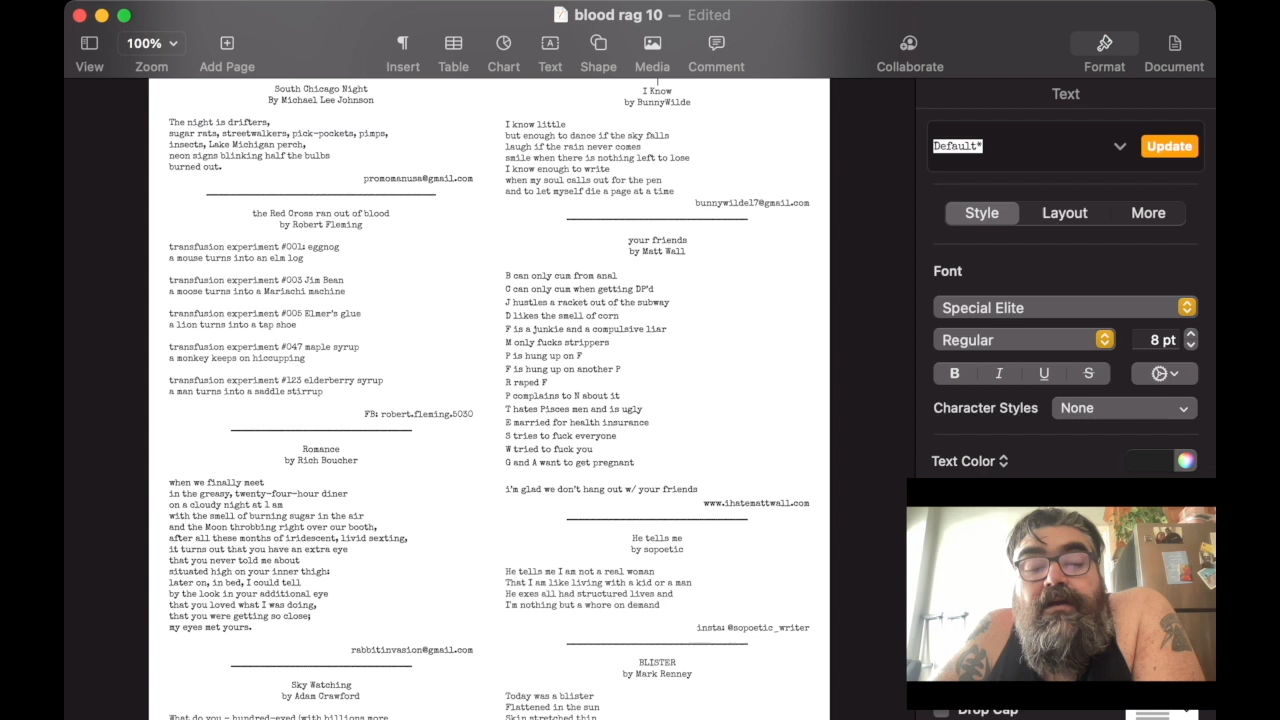 blood rag 10 — Edited
100%
View
Zoom
Add Page
Insert
Table
Chart
Text
Shape
Media
Comment
Collaborate
Format
Document
South Chicago Night
By Michael Lee Johnson
The night is drifters,
sugar rats, streetwalkers, pick-pockets, pimps,
insects, Lake Michigan perch,
neon signs blinking half the bulbs
burned out.
promomanusa@gmail.com
the Red Cross ran out of blood
by Robert Fleming
transfusion experiment #001: eggnog
a mouse turns into an elm log
transfusion experiment #003 Jim Bean
a moose turns into a Mariachi machine
transfusion experiment #005 Elmer's glue
a lion turns into a tap shoe
transfusion experiment #047 maple syrup
a monkey keeps on hiccupping
transfusion experiment #123 elderberry syrup
a man turns into a saddle stirrup
FB: robert.fleming.5030
Romance
by Rich Boucher
when we finally meet
in the greasy, twenty-four-hour diner
on a cloudy night at 1 am
with the smell of burning sugar in the air
and the Moon throbbing right over our booth,
after all these months of iridescent, livid sexting,
it turns out that you have an extra eye
that you never told me about
situated high on your inner thigh:
later on, in bed, I could tell
by the look in your additional eye
that you loved what I was doing,
that you were getting so close;
my eyes met yours.
rabbitinvasion@gmail.com
Sky Watching
by Adam Crawford
What do you – hundred-eyed (with billions more
I Know
by BunnyWilde
I know little
but enough to dance if the sky falls
laugh if the rain never comes
smile when there is nothing left to lose
I know enough to write
when my soul calls out for the pen
and to let myself die a page at a time
bunnywilde17@gmail.com
your friends
by Matt Wall
B can only cum from anal
C can only cum when getting DP'd
J hustles a racket out of the subway
D likes the smell of corn
F is a junkie and a compulsive liar
M only fucks strippers
P is hung up on F
F is hung up on another P
R raped F
P complains to N about it
T hates Pisces men and is ugly
E married for health insurance
S tries to fuck everyone
W tried to fuck you
G and A want to get pregnant
i'm glad we don't hang out w/ your friends
www.ihatemattwall.com
He tells me
by sopoetic
He tells me I am not a real woman
That I am like living with a kid or a man
He exes all had structured lives and
I'm nothing but a whore on demand
insta: @sopoetic_writer
BLISTER
by Mark Renney
Today was a blister
Flattened in the sun
Skin stretched thin
Text
Default*
Update
Style
Layout
More
Font
Special Elite
Regular
8 pt
B
I
U
S
Character Styles
None
Text Color
Drop Cap